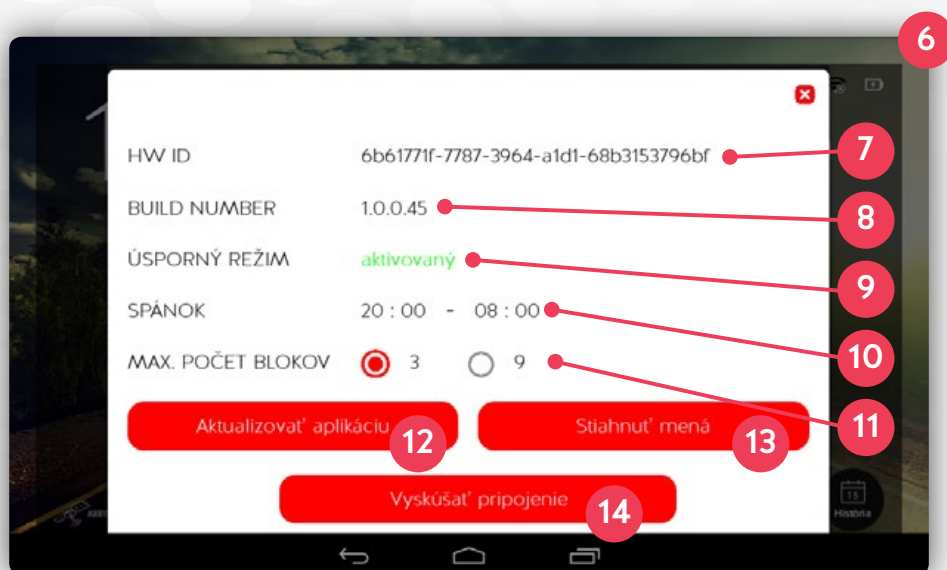 6
HW ID 6b61771f-7787-3964-a1d1-68b3153796bf 7
BUILD NUMBER 1.0.0.45 8
ÚSPORNÝ REŽIM aktivovaný 9
SPÁNOK 20 : 00 - 08 : 00 10
MAX. POČET BLOKOV 3 9 11
Aktualizovať aplikáciu 12 Stiahnuť mená 13
Vyskúšať pripojenie 14
15
História